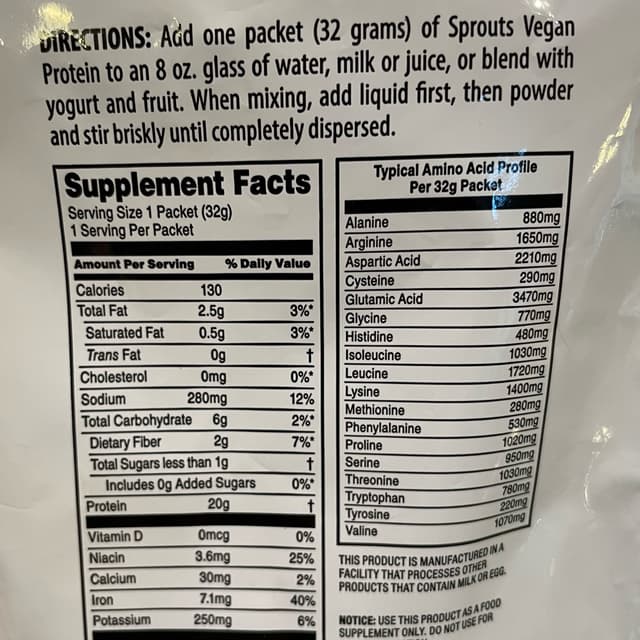 DIRECTIONS: Add one packet (32 grams) of Sprouts Vegan
Protein to an 8 oz. glass of water, milk or juice, or blend with
yogurt and fruit. When mixing, add liquid first, then powder
and stir briskly until completely dispersed.
Supplement Facts
Serving Size 1 Packet (32g)
1 Serving Per Packet
Amount Per Serving % Daily Value
Calories 130
Total Fat 2.5g 3%*
Saturated Fat 0.5g 3%*
Trans Fat 0g †
Cholesterol 0mg 0%*
Sodium 280mg 12%
Total Carbohydrate 6g 2%*
Dietary Fiber 2g 7%*
Total Sugars less than 1g †
Includes 0g Added Sugars 0%*
Protein 20g †
Vitamin D 0mcg 0%
Niacin 3.6mg 25%
Calcium 30mg 2%
Iron 7.1mg 40%
Potassium 250mg 6%
Typical Amino Acid Profile
Per 32g Packet
Alanine 880mg
Arginine 1650mg
Aspartic Acid 2210mg
Cysteine 290mg
Glutamic Acid 3470mg
Glycine 770mg
Histidine 480mg
Isoleucine 1030mg
Leucine 1720mg
Lysine 1400mg
Methionine 280mg
Phenylalanine 530mg
Proline 1020mg
Serine 950mg
Threonine 1030mg
Tryptophan 780mg
Tyrosine 220mg
Valine 1070mg
THIS PRODUCT IS MANUFACTURED IN A
FACILITY THAT PROCESSES OTHER
PRODUCTS THAT CONTAIN MILK OR EGG.
NOTICE: USE THIS PRODUCT AS A FOOD
SUPPLEMENT ONLY. DO NOT USE FOR